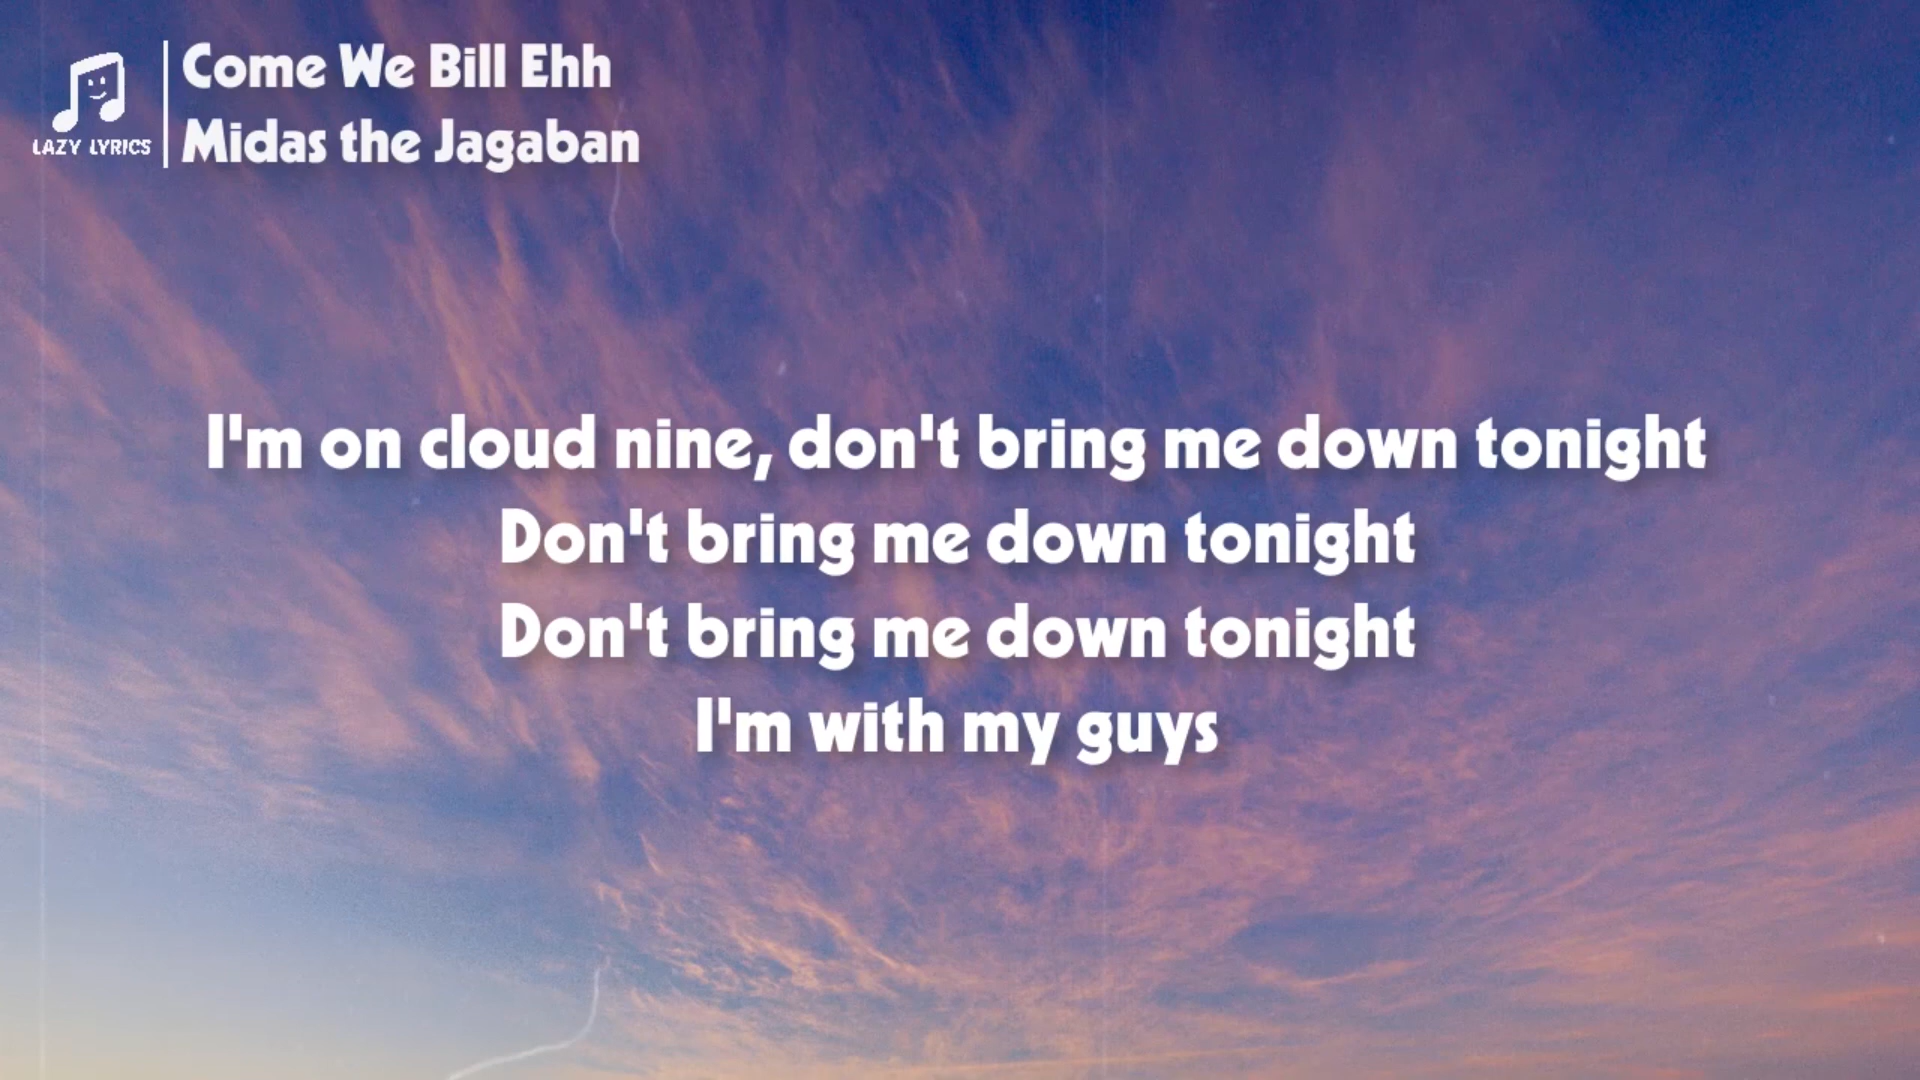 Come We Bill Ehh
Midas the Jagaban
LAZY LYRICS
I'm on cloud nine, don't bring me down tonight
Don't bring me down tonight
Don't bring me down tonight
I'm with my guys